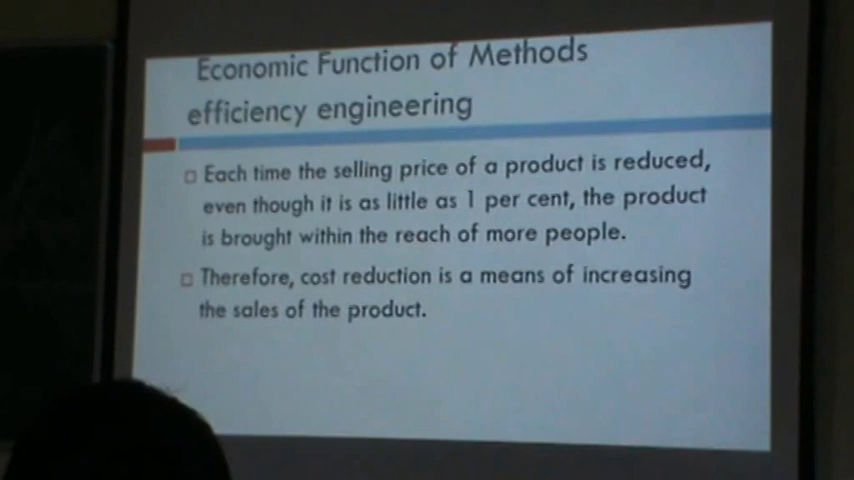 Economic Function of Methods
efficiency engineering
Each time the selling price of a product is reduced,
even though it is as little as 1 per cent, the product
is brought within the reach of more people.
Therefore, cost reduction is a means of increasing
the sales of the product.